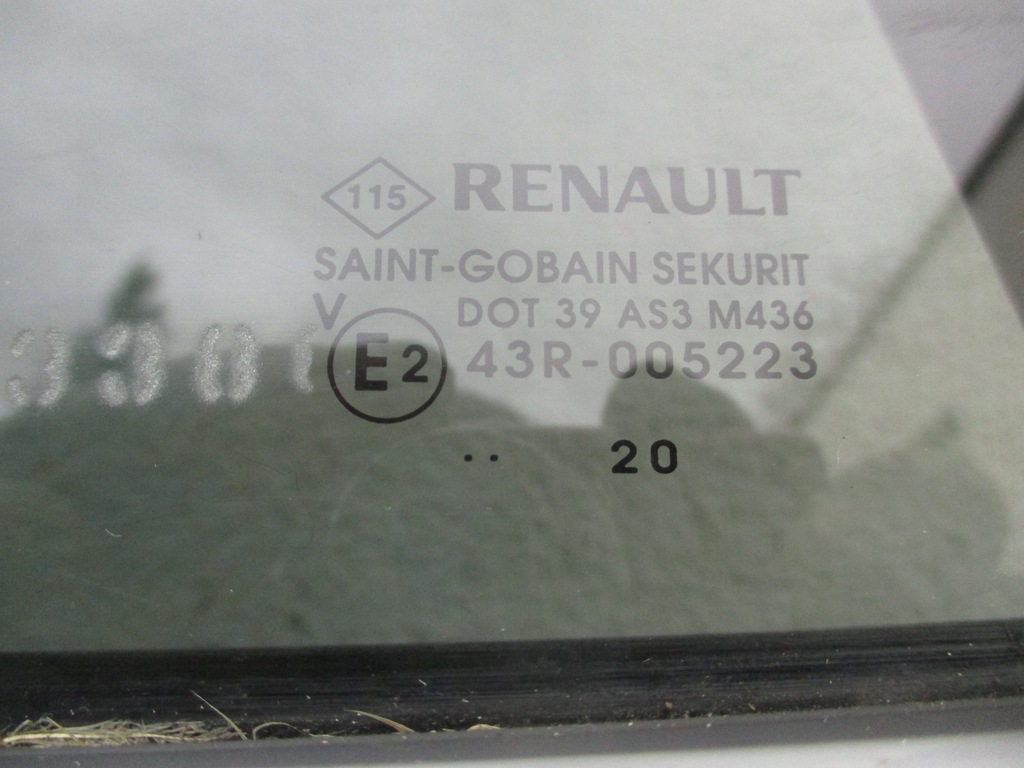 115 RENAULT
SAINT-GOBAIN SEKURIT
V DOT 39 AS3 M436
E2 43R-005223
.. 20